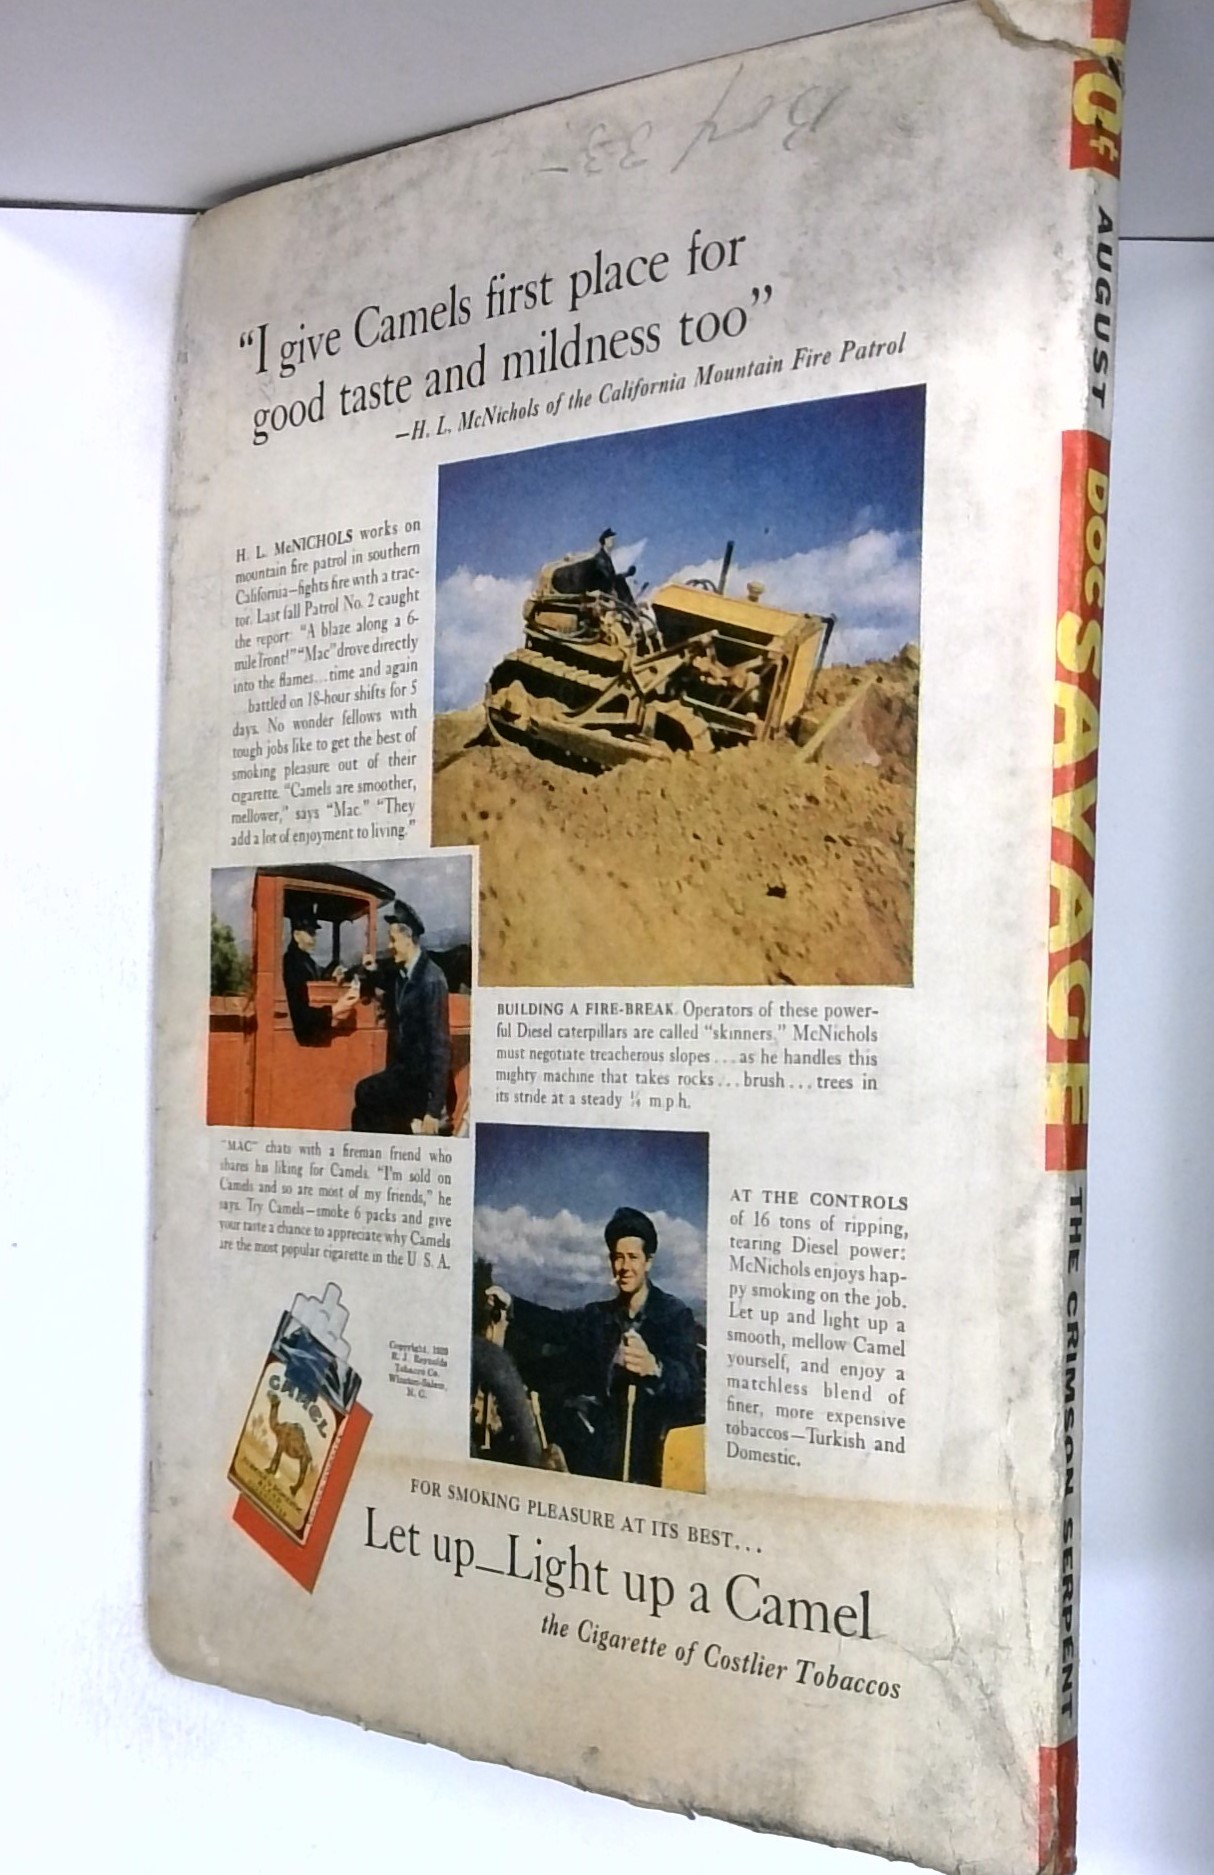 "I give Camels first place for
good taste and mildness too"
—H. L. McNichols of the California Mountain Fire Patrol
H. L. McNICHOLS works on
mountain fire patrol in southern
California—fights fire with a trac-
tor. Last fall Patrol No. 2 caught
the report: "A blaze along a 6-
mile front!" "Mac" drove directly
into the flames...time and again
battled on 18-hour shifts for 5
days. No wonder fellows with
tough jobs like to get the best of
smoking pleasure out of their
cigarette. "Camels are smoother,
mellower," says "Mac." "They
add a lot of enjoyment to living."
BUILDING A FIRE-BREAK. Operators of these power-
ful Diesel caterpillars are called "skinners." McNichols
must negotiate treacherous slopes...as he handles this
mighty machine that takes rocks...brush...trees in
its stride at a steady m.p.h.
"MAC" chats with a fireman friend who
shares his liking for Camels. "I'm sold on
Camels and so are most of my friends," he
says. Try Camels—smoke 6 packs and give
your taste a chance to appreciate why Camels
are the most popular cigarette in the U. S. A.
AT THE CONTROLS
of 16 tons of ripping,
tearing Diesel power:
McNichols enjoys hap-
py smoking on the job.
Let up and light up a
smooth, mellow Camel
yourself, and enjoy a
matchless blend of
finer, more expensive
tobaccos—Turkish and
Domestic.
Copyright, 1939
R. J. Reynolds
Tobacco Co.
Winston-Salem,
N. C.
CAMEL
FOR SMOKING PLEASURE AT ITS BEST...
Let up—Light up a Camel
the Cigarette of Costlier Tobaccos
10¢
AUGUST
DOC SAVAGE
THE CRIMSON SERPENT